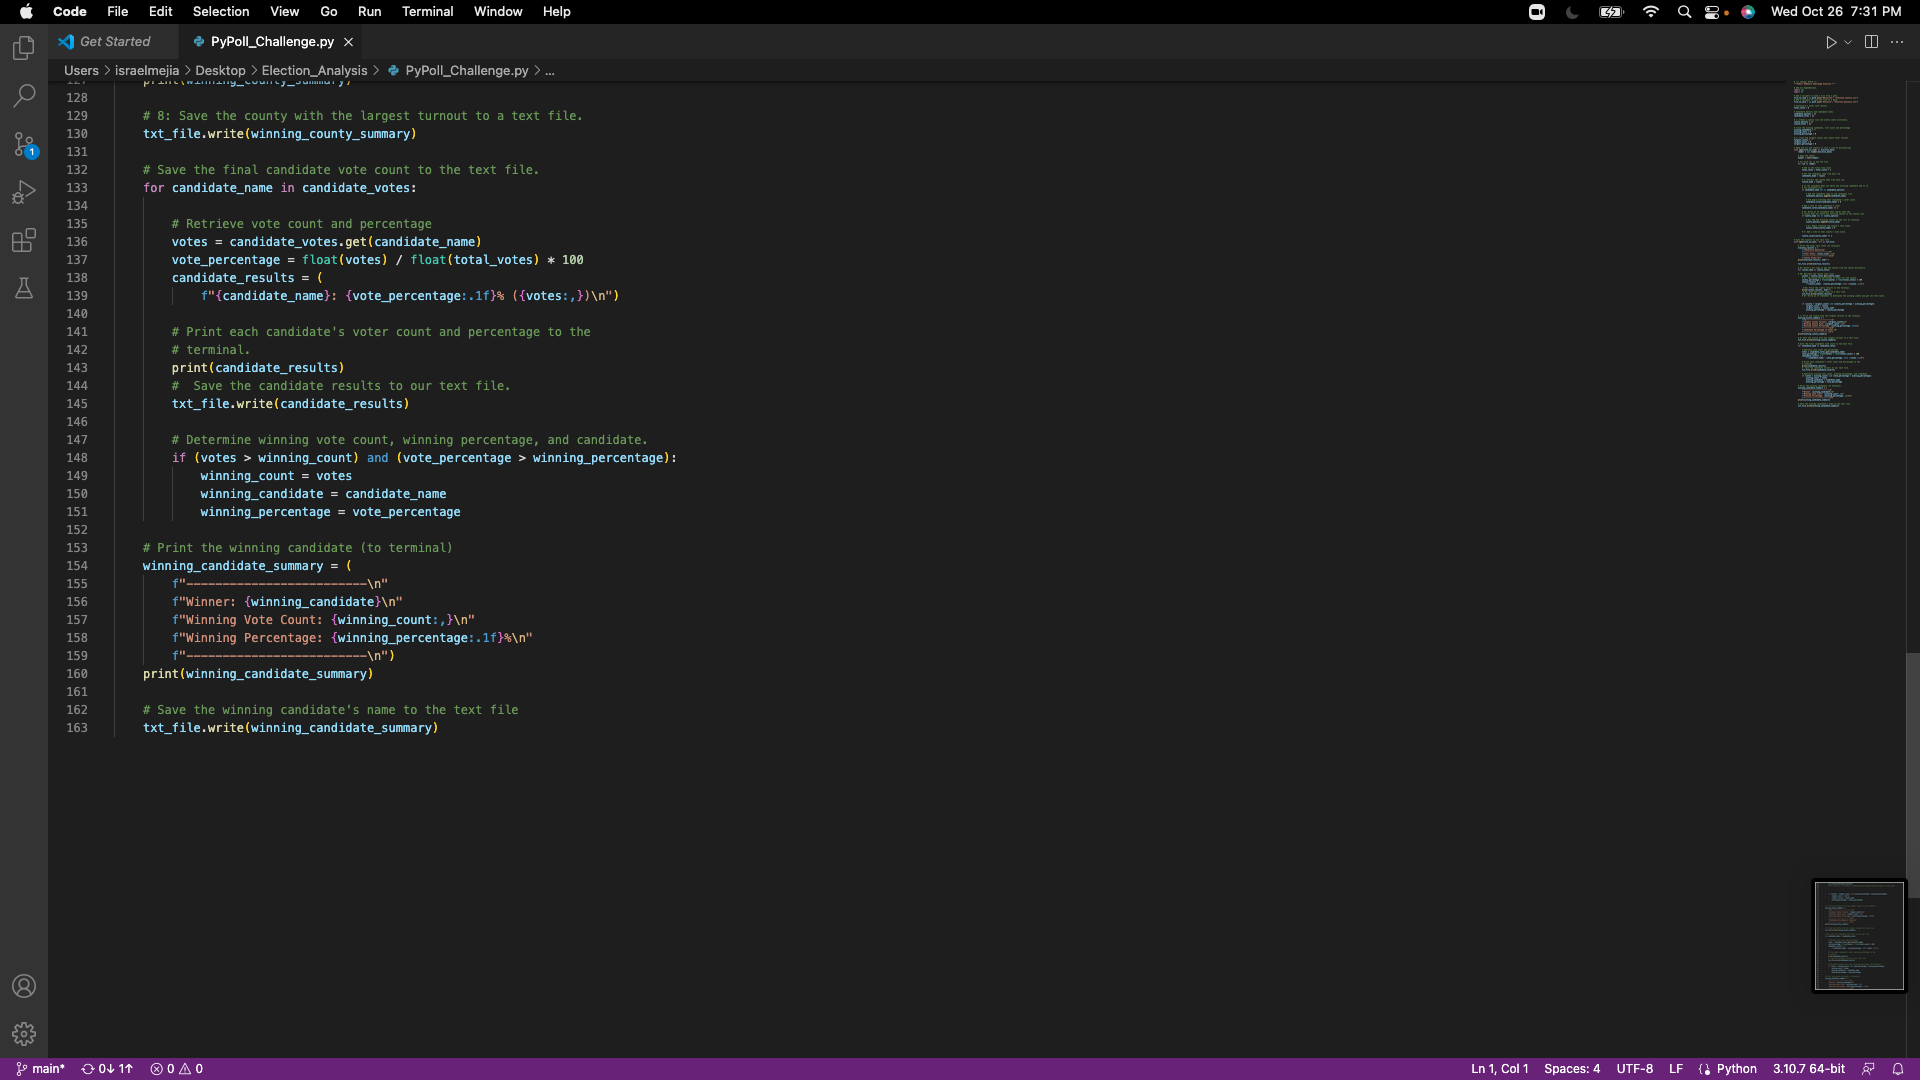 Code File Edit Selection View Go Run Terminal Window Help Wed Oct 26 7:31 PM
Get Started PyPoll_Challenge.py
Users > israelmejia > Desktop > Election_Analysis > PyPoll_Challenge.py > ...
127 print(winning_county_summary)
128
129 # 8: Save the county with the largest turnout to a text file.
130 txt_file.write(winning_county_summary)
131
132 # Save the final candidate vote count to the text file.
133 for candidate_name in candidate_votes:
134
135 # Retrieve vote count and percentage
136 votes = candidate_votes.get(candidate_name)
137 vote_percentage = float(votes) / float(total_votes) * 100
138 candidate_results = (
139 f"{candidate_name}: {vote_percentage:.1f}% ({votes:,})\n")
140
141 # Print each candidate's voter count and percentage to the
142 # terminal.
143 print(candidate_results)
144 #  Save the candidate results to our text file.
145 txt_file.write(candidate_results)
146
147 # Determine winning vote count, winning percentage, and candidate.
148 if (votes > winning_count) and (vote_percentage > winning_percentage):
149 winning_count = votes
150 winning_candidate = candidate_name
151 winning_percentage = vote_percentage
152
153 # Print the winning candidate (to terminal)
154 winning_candidate_summary = (
155 f"-------------------------\n"
156 f"Winner: {winning_candidate}\n"
157 f"Winning Vote Count: {winning_count:,}\n"
158 f"Winning Percentage: {winning_percentage:.1f}%\n"
159 f"-------------------------\n")
160 print(winning_candidate_summary)
161
162 # Save the winning candidate's name to the text file
163 txt_file.write(winning_candidate_summary)
1
main* 0↓ 1↑ 0 0 Ln 1, Col 1 Spaces: 4 UTF-8 LF Python 3.10.7 64-bit